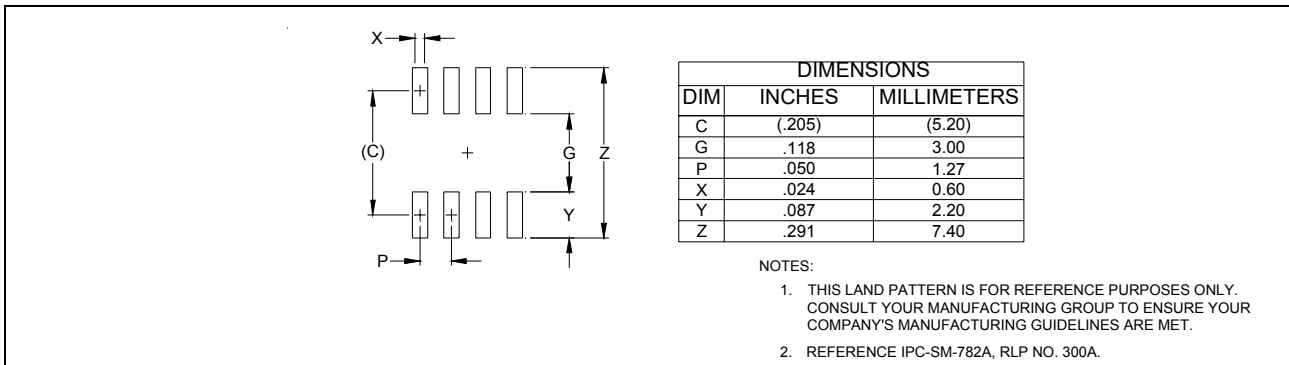 X
(C)
G
Z
Y
P
DIMENSIONS
DIM INCHES MILLIMETERS
C (.205) (5.20)
G .118 3.00
P .050 1.27
X .024 0.60
Y .087 2.20
Z .291 7.40
NOTES:
1. THIS LAND PATTERN IS FOR REFERENCE PURPOSES ONLY.
CONSULT YOUR MANUFACTURING GROUP TO ENSURE YOUR
COMPANY'S MANUFACTURING GUIDELINES ARE MET.
2. REFERENCE IPC-SM-782A, RLP NO. 300A.